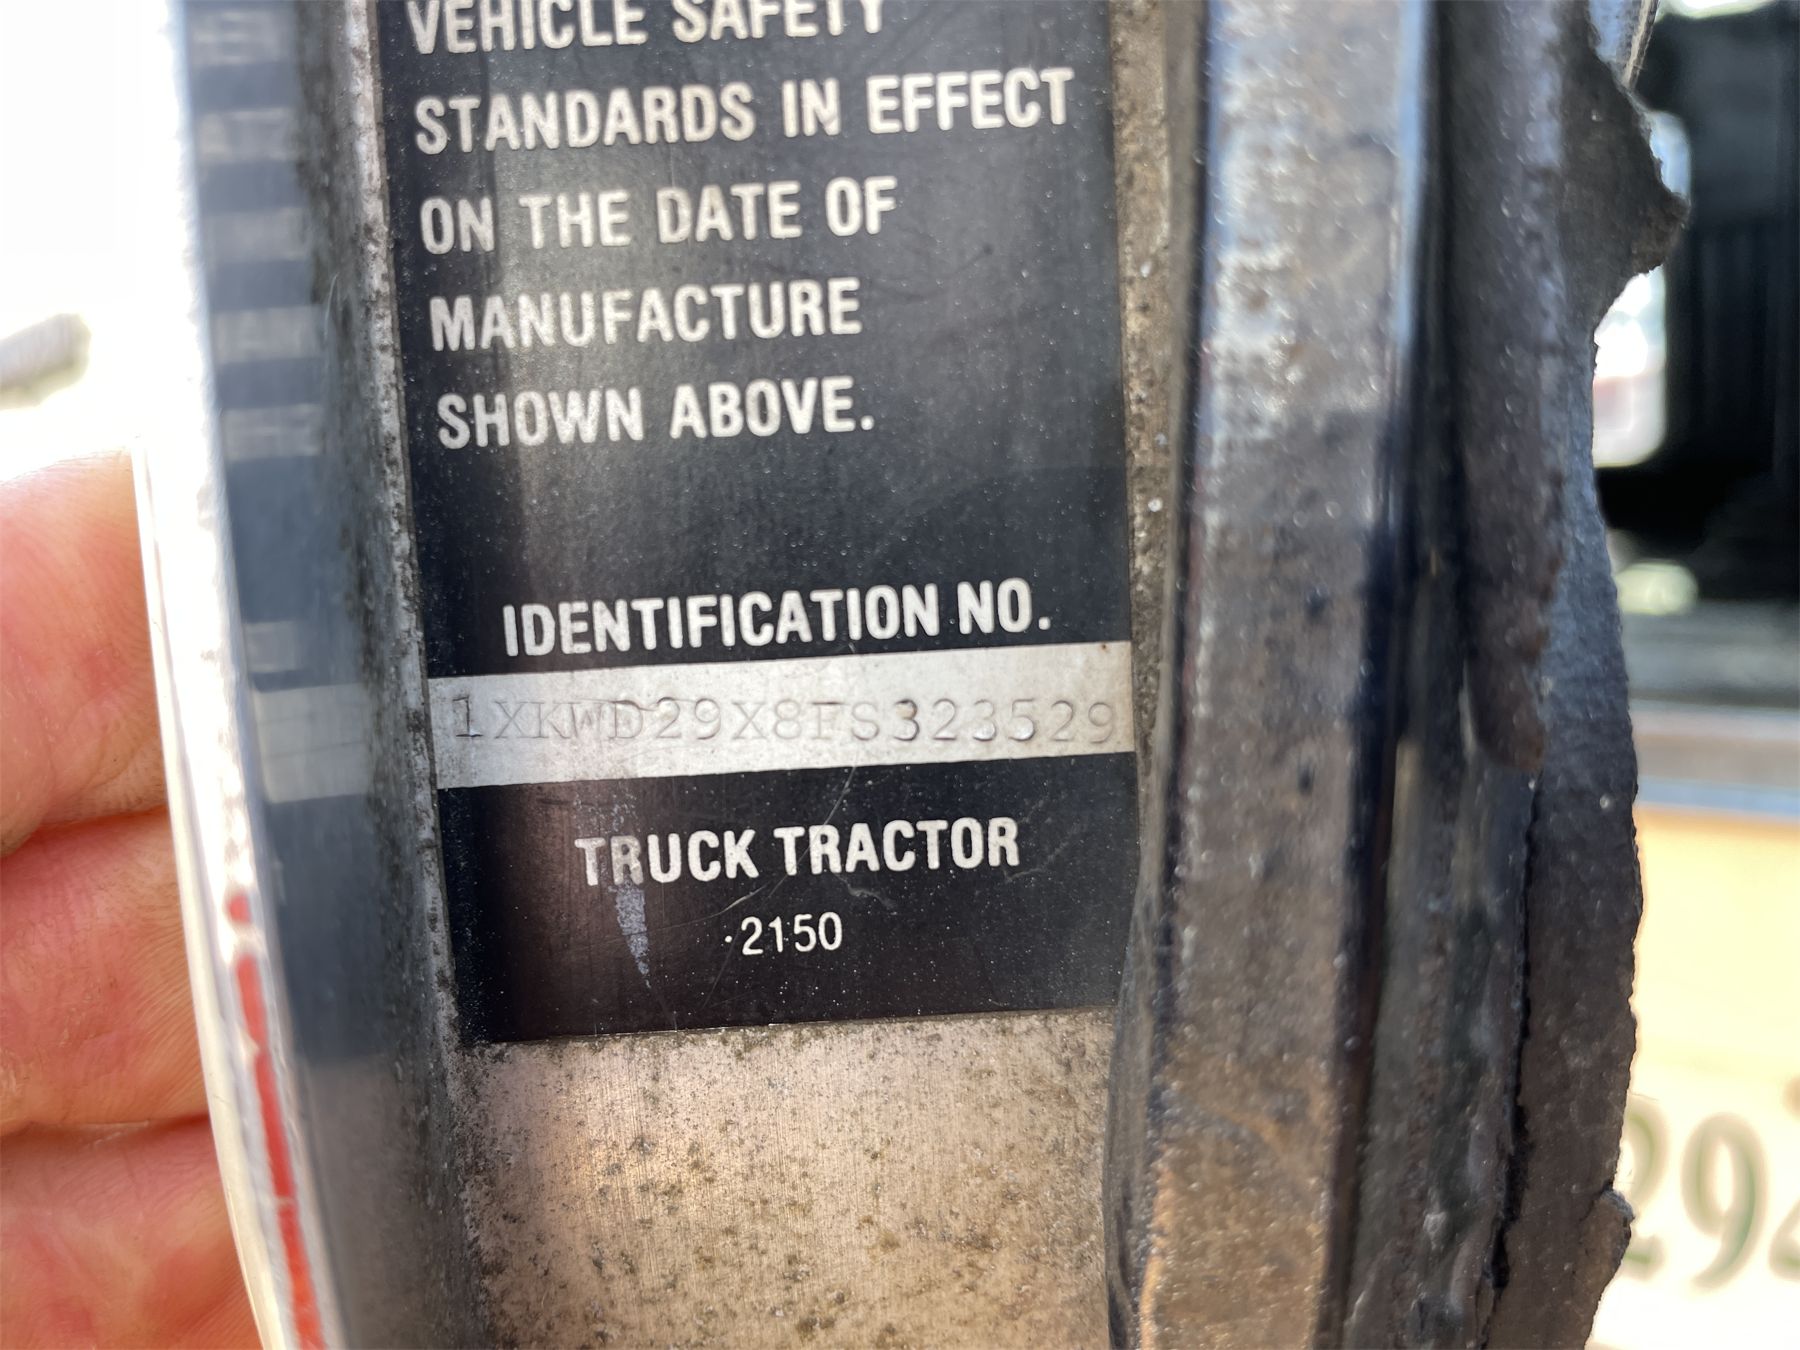 VEHICLE SAFETY
STANDARDS IN EFFECT
ON THE DATE OF
MANUFACTURE
SHOWN ABOVE.
IDENTIFICATION NO.
1XKWD29X8FS323529
TRUCK TRACTOR
·2150